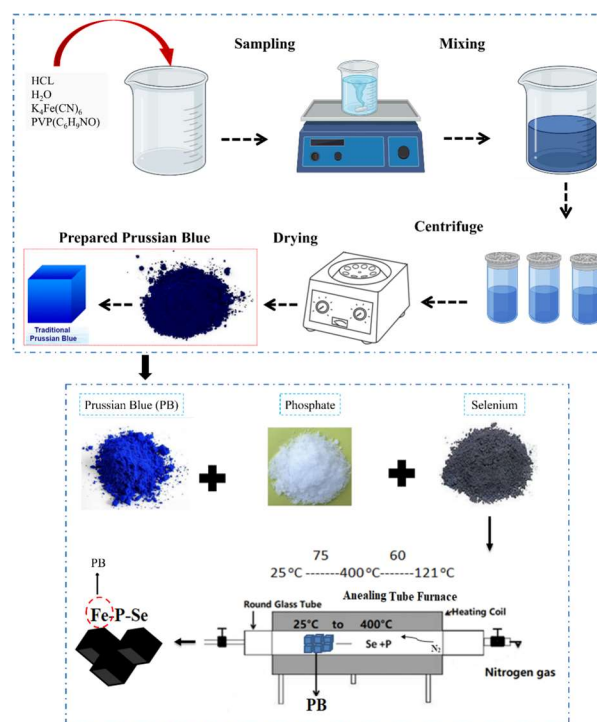 Sampling
Mixing
HCL
H₂O
K₄Fe(CN)₆
PVP(C₆H₉NO)
Prepared Prussian Blue
Drying
Centrifuge
Traditional
Prussian Blue
Prussian Blue (PB)
Phosphate
Selenium
75 60
25°C -------400°C ------121°C
PB
Anealing Tube Furnace
Round Glass Tube
Heating Coil
Fe-P-Se
25°C to 400°C
Se +P
N₂
Nitrogen gas
PB